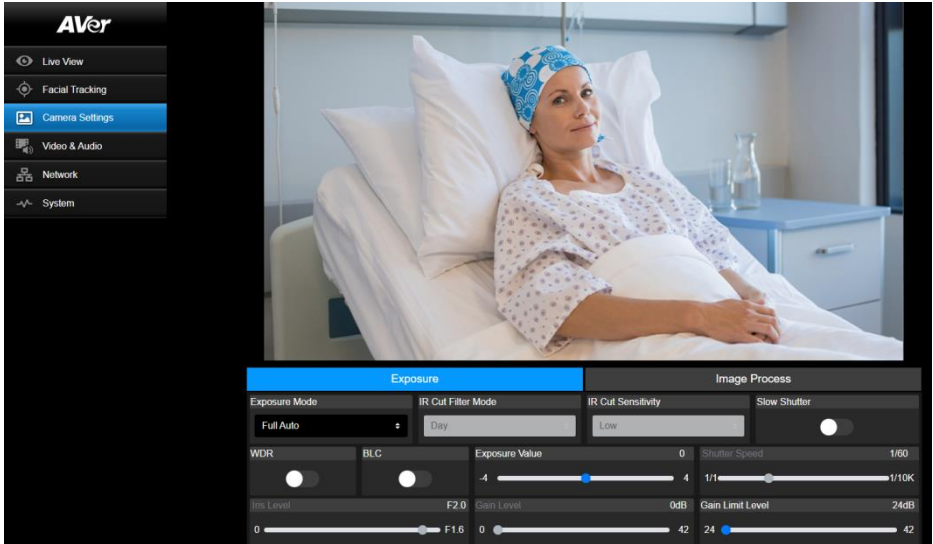 AVer
Live View
Facial Tracking
Camera Settings
Video & Audio
Network
System
Exposure Image Process
Exposure Mode IR Cut Filter Mode IR Cut Sensitivity Slow Shutter
Full Auto Day Low
WDR BLC Exposure Value 0 Shutter Speed 1/60
-4 4 1/1 1/10K
Iris Level F2.0 Gain Level 0dB Gain Limit Level 24dB
0 F1.6 0 42 24 42